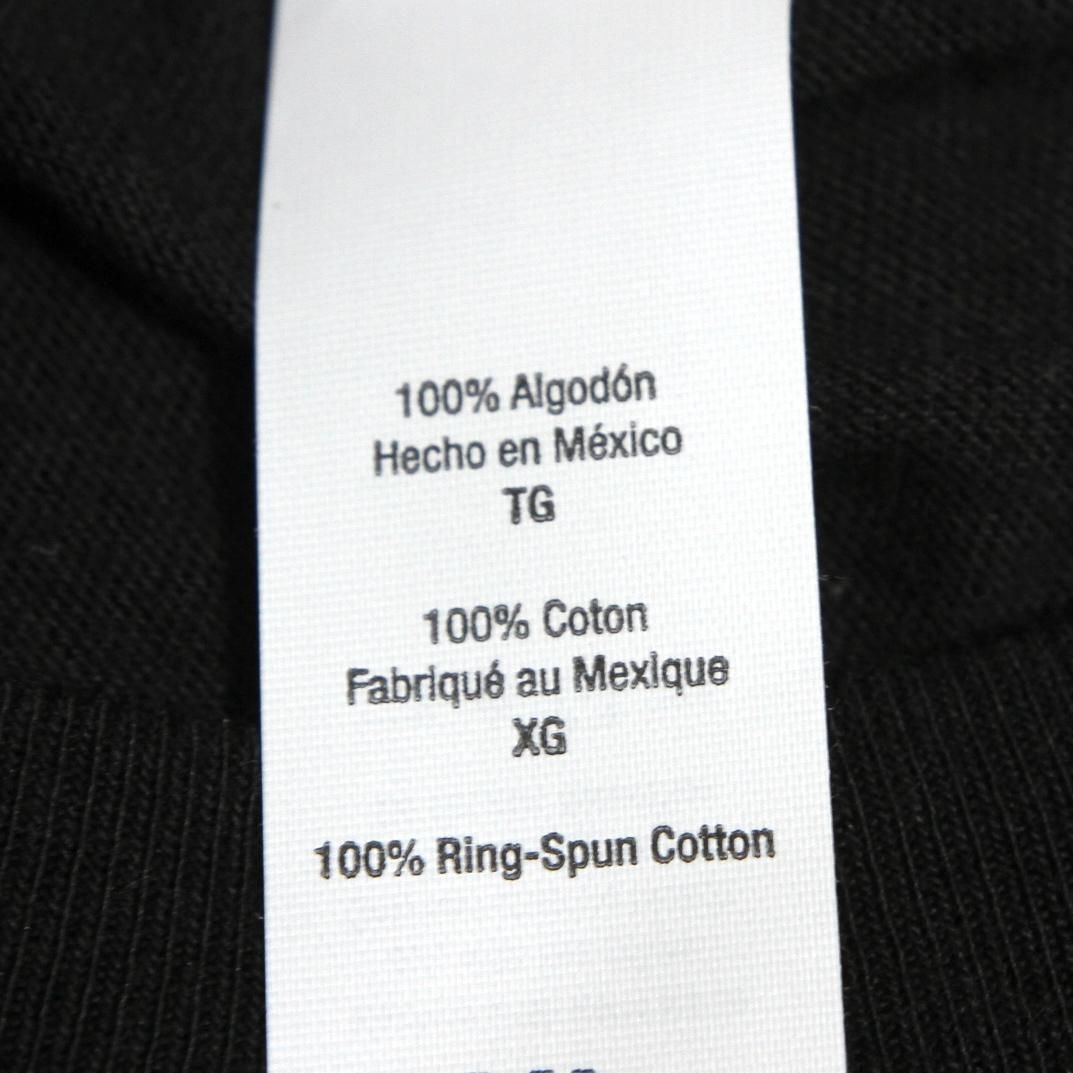 100% Algodón
Hecho en México
TG
100% Coton
Fabriqué au Mexique
XG
100% Ring-Spun Cotton